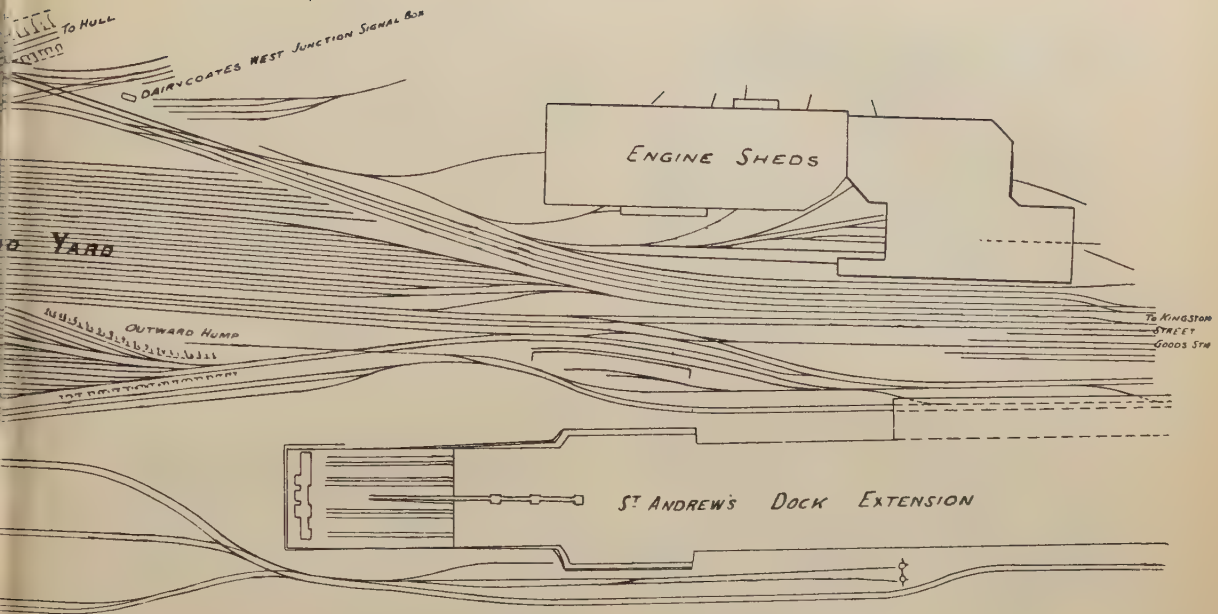 TO HULL
DAIRYCOATES WEST JUNCTION SIGNAL BOX
ENGINE SHEDS
YARD
OUTWARD HUMP
TO KINGSTON
STREET
GOODS STN
ST ANDREW'S DOCK EXTENSION